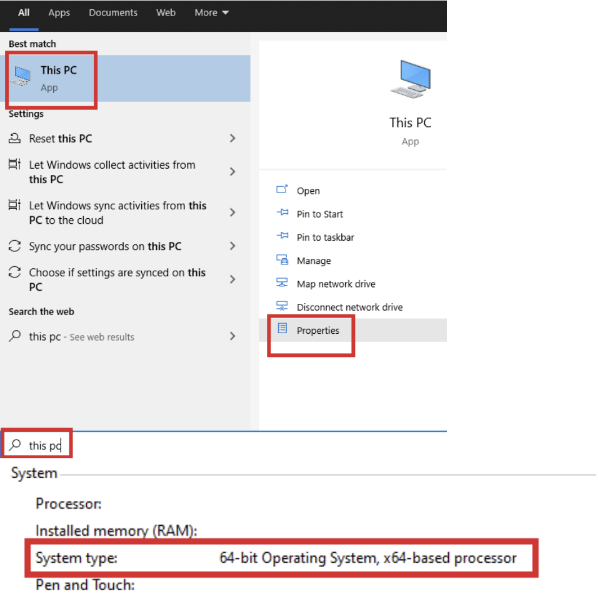 All Apps Documents Web More
Best match
This PC
App
Settings
Reset this PC
Let Windows collect activities from
this PC
Let Windows sync activities from this
PC to the cloud
Sync your passwords on this PC
Choose if settings are synced on this
PC
Search the web
this pc - See web results
This PC
App
Open
Pin to Start
Pin to taskbar
Manage
Map network drive
Disconnect network drive
Properties
this pc
System
Processor:
Installed memory (RAM):
System type: 64-bit Operating System, x64-based processor
Pen and Touch: